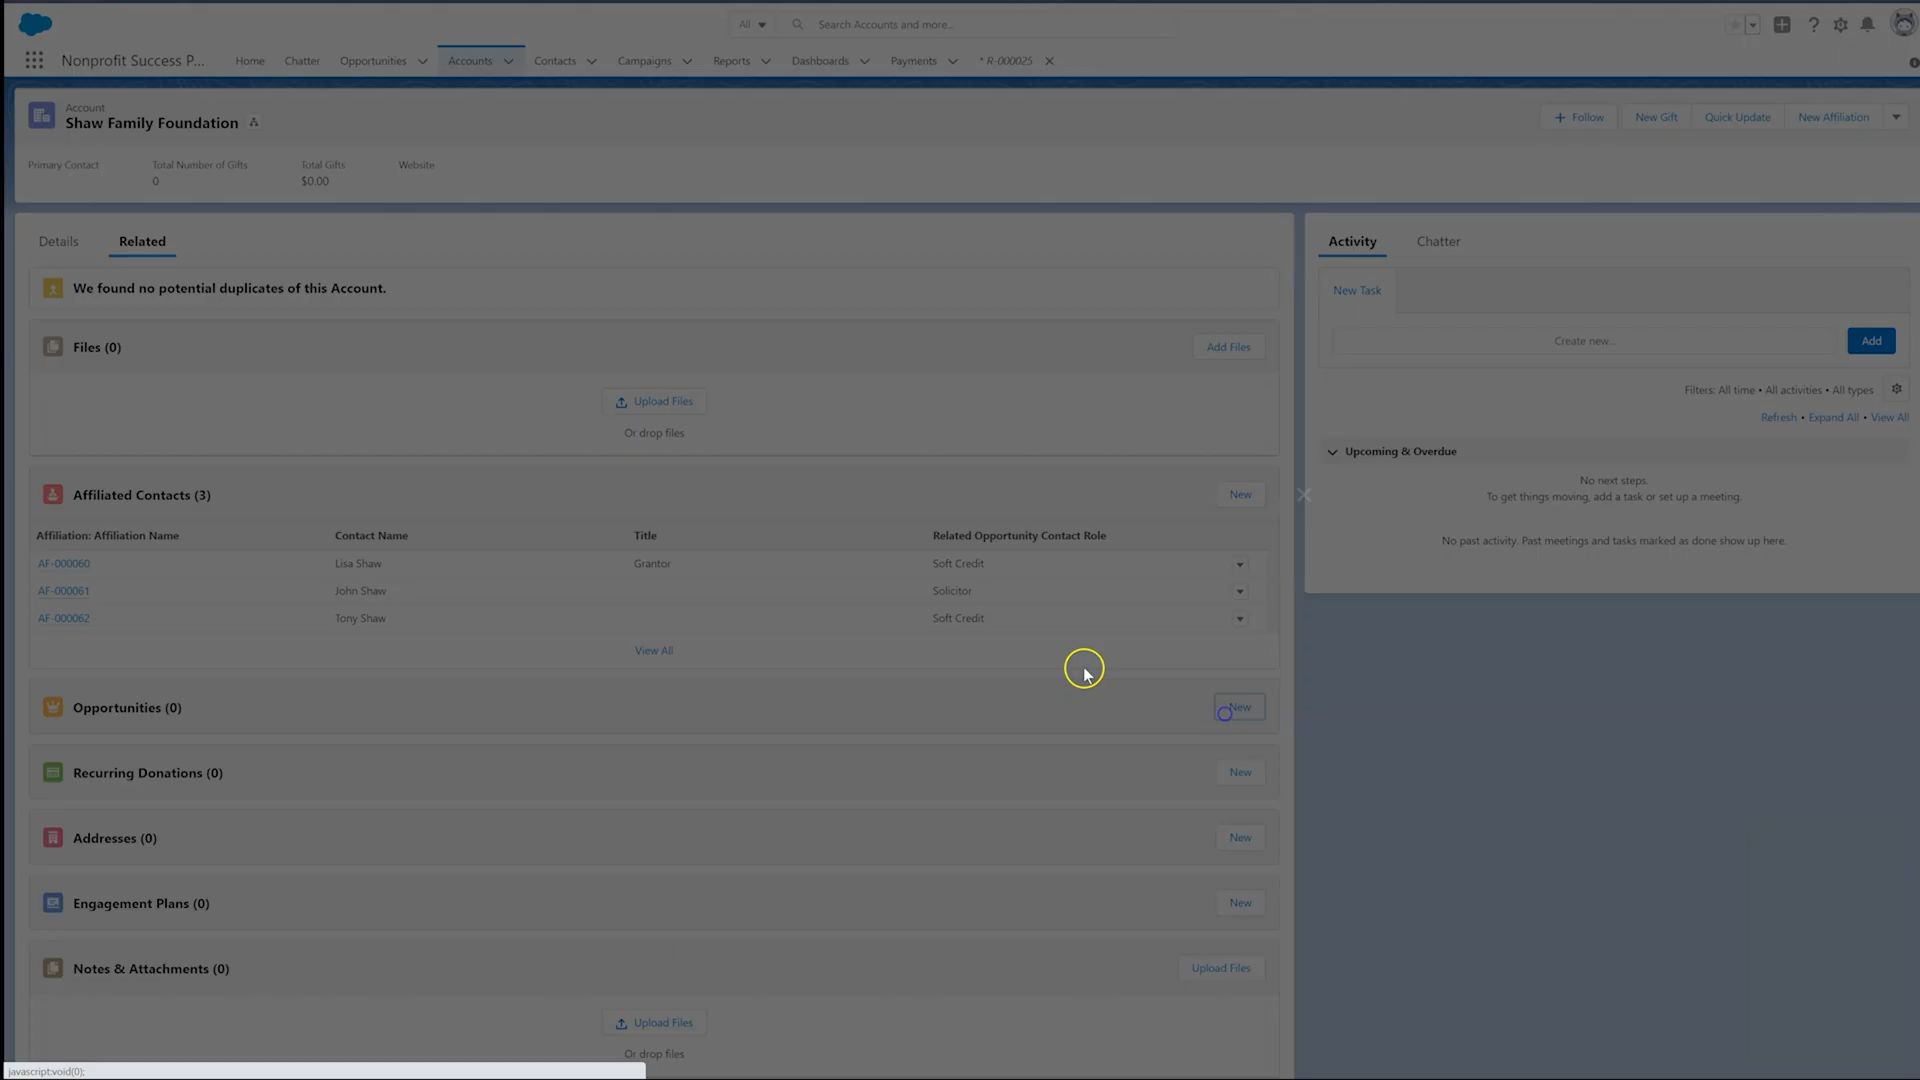 All
Search Accounts and more...
Nonprofit Success P...
Home
Chatter
Opportunities
Accounts
Contacts
Campaigns
Reports
Dashboards
Payments
* R-000025
Account
Shaw Family Foundation
Follow
New Gift
Quick Update
New Affiliation
Primary Contact
Total Number of Gifts
0
Total Gifts
$0.00
Website
Details
Related
We found no potential duplicates of this Account.
Files (0)
Add Files
Upload Files
Or drop files
Affiliated Contacts (3)
New
Affiliation: Affiliation Name Contact Name Title Related Opportunity Contact Role
AF-000060 Lisa Shaw Grantor Soft Credit
AF-000061 John Shaw Solicitor
AF-000062 Tony Shaw Soft Credit
View All
Opportunities (0)
New
Recurring Donations (0)
New
Addresses (0)
New
Engagement Plans (0)
New
Notes & Attachments (0)
Upload Files
Upload Files
Or drop files
Activity
Chatter
New Task
Create new...
Add
Filters: All time • All activities • All types
Refresh • Expand All • View All
Upcoming & Overdue
No next steps.
To get things moving, add a task or set up a meeting.
No past activity. Past meetings and tasks marked as done show up here.
javascript:void(0);